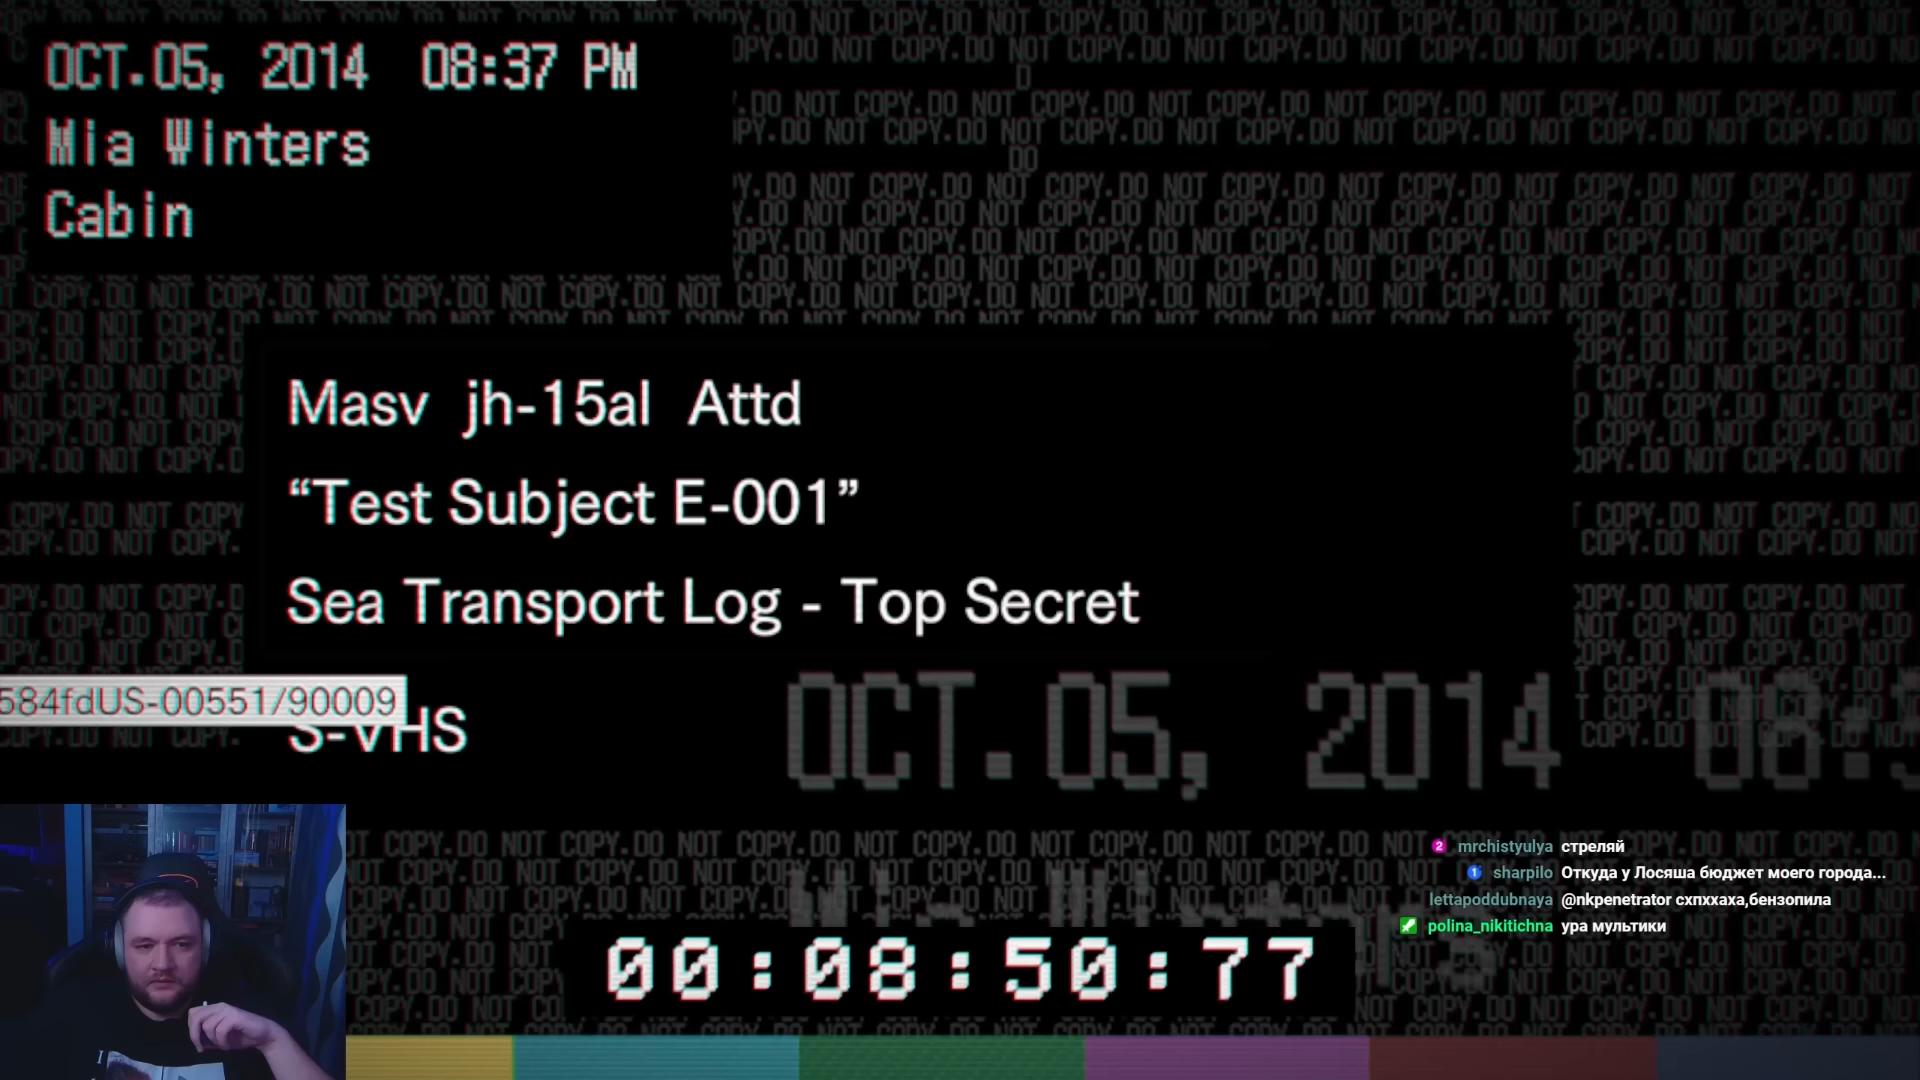 OCT.05, 2014 08:37 PM
Mia Winters
Cabin
Masv jh-15al Attd
“Test Subject E-001”
Sea Transport Log - Top Secret
584fdUS-00551/90009
S-VHS
OCT.05, 2014 08:
mrchistyulya стреляй
sharpilo Откуда у Лосяша бюджет моего города...
lettapoddubnaya @nkpenetrator схпххаха,бензопила
polina_nikitichna ура мультики
00:08:50:77